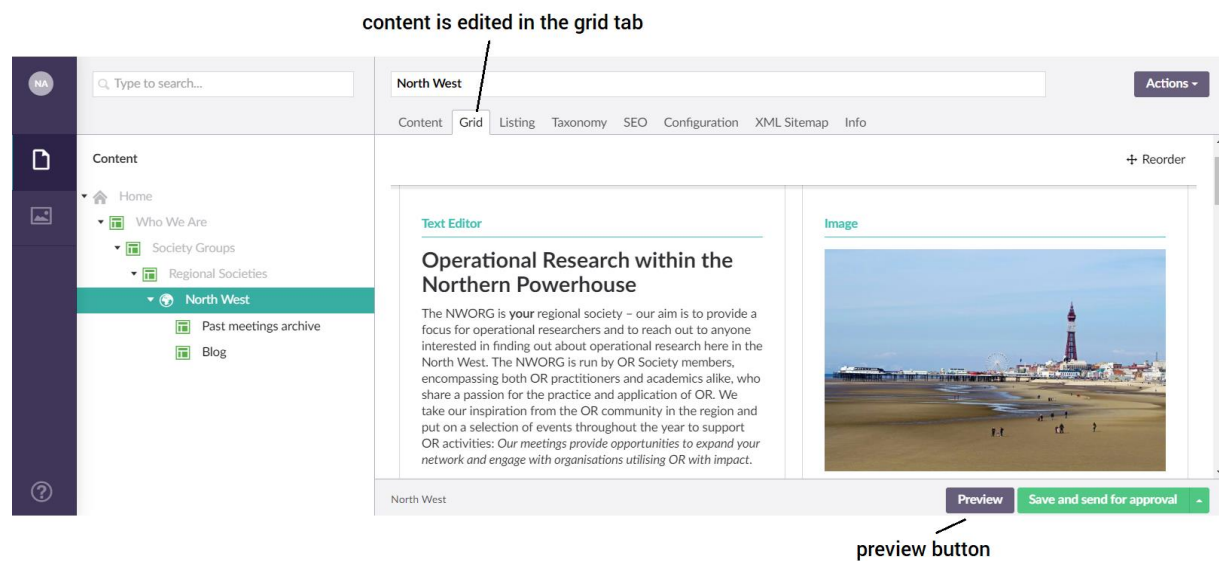 content is edited in the grid tab
NA
Type to search...
North West
Actions
Content Grid Listing Taxonomy SEO Configuration XML Sitemap Info
Content
Reorder
Home
Who We Are
Society Groups
Regional Societies
North West
Past meetings archive
Blog
Text Editor
Operational Research within the
Northern Powerhouse
The NWORG is your regional society – our aim is to provide a
focus for operational researchers and to reach out to anyone
interested in finding out about operational research here in the
North West. The NWORG is run by OR Society members,
encompassing both OR practitioners and academics alike, who
share a passion for the practice and application of OR. We
take our inspiration from the OR community in the region and
put on a selection of events throughout the year to support
OR activities: Our meetings provide opportunities to expand your
network and engage with organisations utilising OR with impact.
Image
North West
Preview
Save and send for approval
preview button